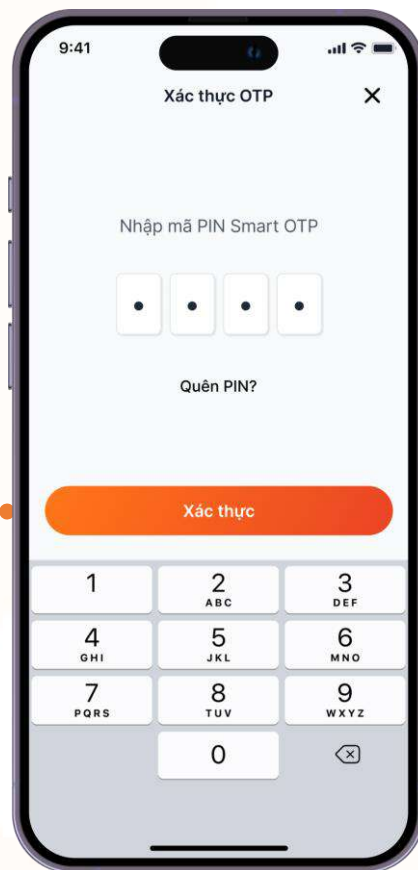 9:41
Xác thực OTP
Nhập mã PIN Smart OTP
Quên PIN?
Xác thực
1 2 3
ABC DEF
4 5 6
GHI JKL MNO
7 8 9
PQRS TUV WXYZ
0